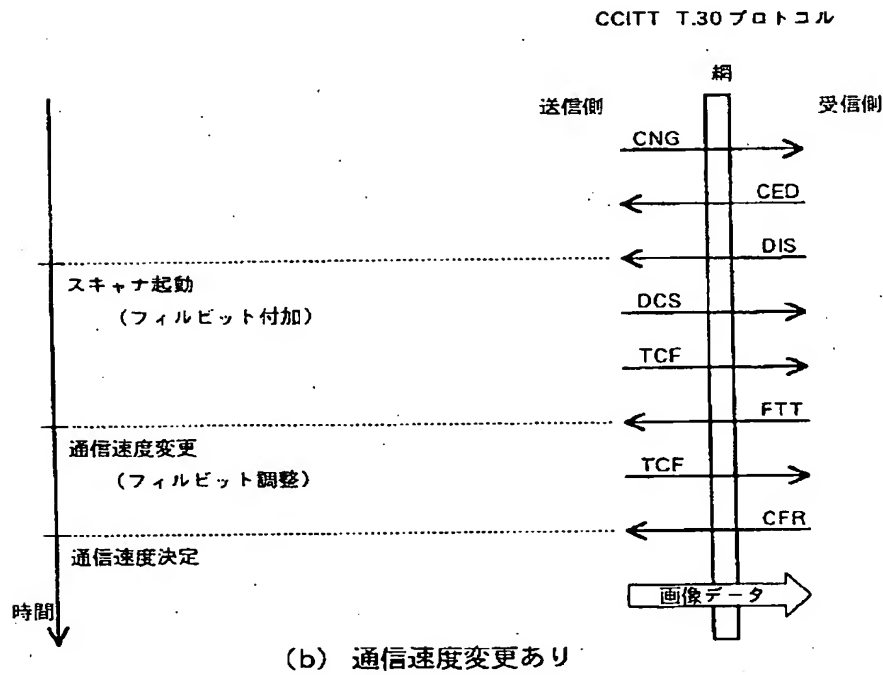 CCITT T.30 プロトコル
網
送信側
受信側
CNG
CED
DIS
スキャナ起動
(フィルビット付加)
DCS
TCF
FTT
通信速度変更
(フィルビット調整)
TCF
CFR
通信速度決定
画像データ
時間
(b) 通信速度変更あり